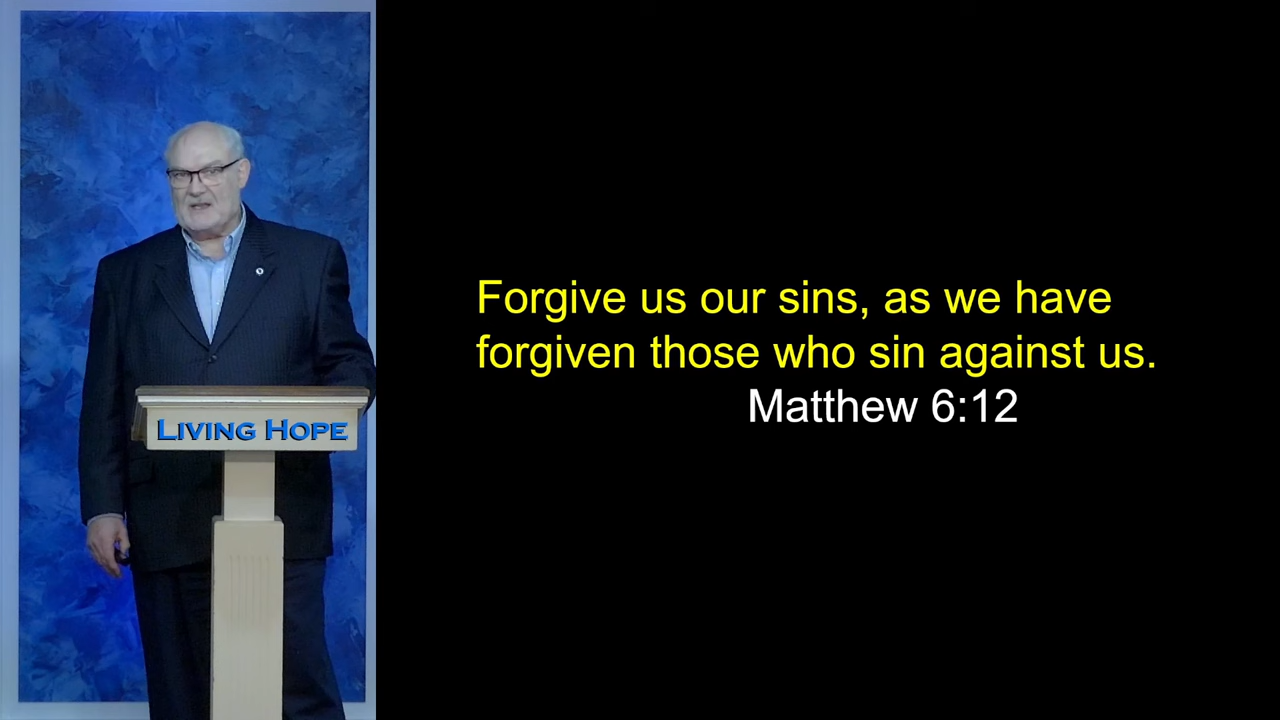 LIVING HOPE
Forgive us our sins, as we have
forgiven those who sin against us.
Matthew 6:12